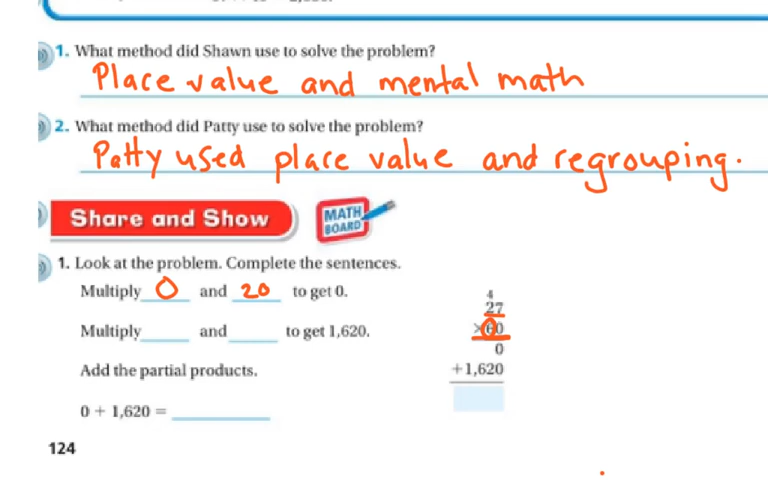 1. What method did Shawn use to solve the problem?
Place value and mental math
2. What method did Patty use to solve the problem?
Patty used place value and regrouping.
Share and Show
MATH
BOARD
1. Look at the problem. Complete the sentences.
Multiply 0 and 20 to get 0.
4
27
Multiply and to get 1,620.
×60
0
Add the partial products.
+1,620
0 + 1,620 =
124